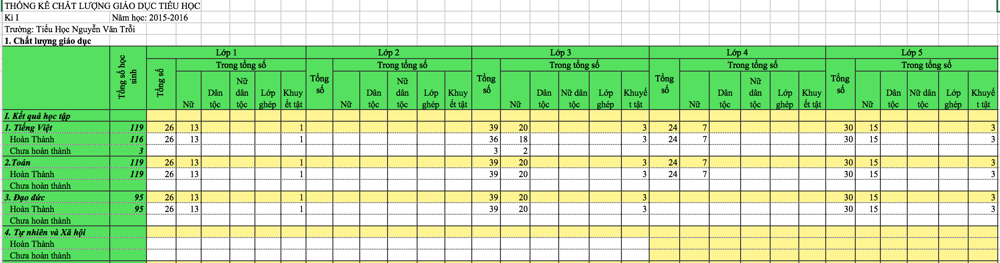 THỐNG KÊ CHẤT LƯỢNG GIÁO DỤC TIỂU HỌC
Kì I Năm học: 2015-2016
Trường: Tiểu Học Nguyễn Văn Trỗi
1. Chất lượng giáo dục
Tổng số học sinh
Lớp 1 Lớp 2 Lớp 3 Lớp 4 Lớp 5
Tổng số Trong tổng số Tổng số Trong tổng số Tổng số Trong tổng số Tổng số Trong tổng số Tổng số Trong tổng số
Nữ Dân tộc Nữ dân tộc Lớp ghép Khuyết tật Nữ Dân tộc Nữ dân tộc Lớp ghép Khuyết tật Nữ Dân tộc Nữ dân tộc Lớp ghép Khuyết tật Nữ Dân tộc Nữ dân tộc Lớp ghép Khuyết tật Nữ Dân tộc Nữ dân tộc Lớp ghép Khuyết tật
I. Kết quả học tập
1. Tiếng Việt 119 26 13 1 39 20 3 24 7 30 15 3
Hoàn Thành 116 26 13 1 36 18 3 24 7 30 15 3
Chưa hoàn thành 3 3 2
2.Toán 119 26 13 1 39 20 3 24 7 30 15 3
Hoàn Thành 119 26 13 1 39 20 3 24 7 30 15 3
Chưa hoàn thành
3. Đạo đức 95 26 13 1 39 20 3 30 15 3
Hoàn Thành 95 26 13 1 39 20 3 30 15 3
Chưa hoàn thành
4. Tự nhiên và Xã hội
Hoàn Thành
Chưa hoàn thành